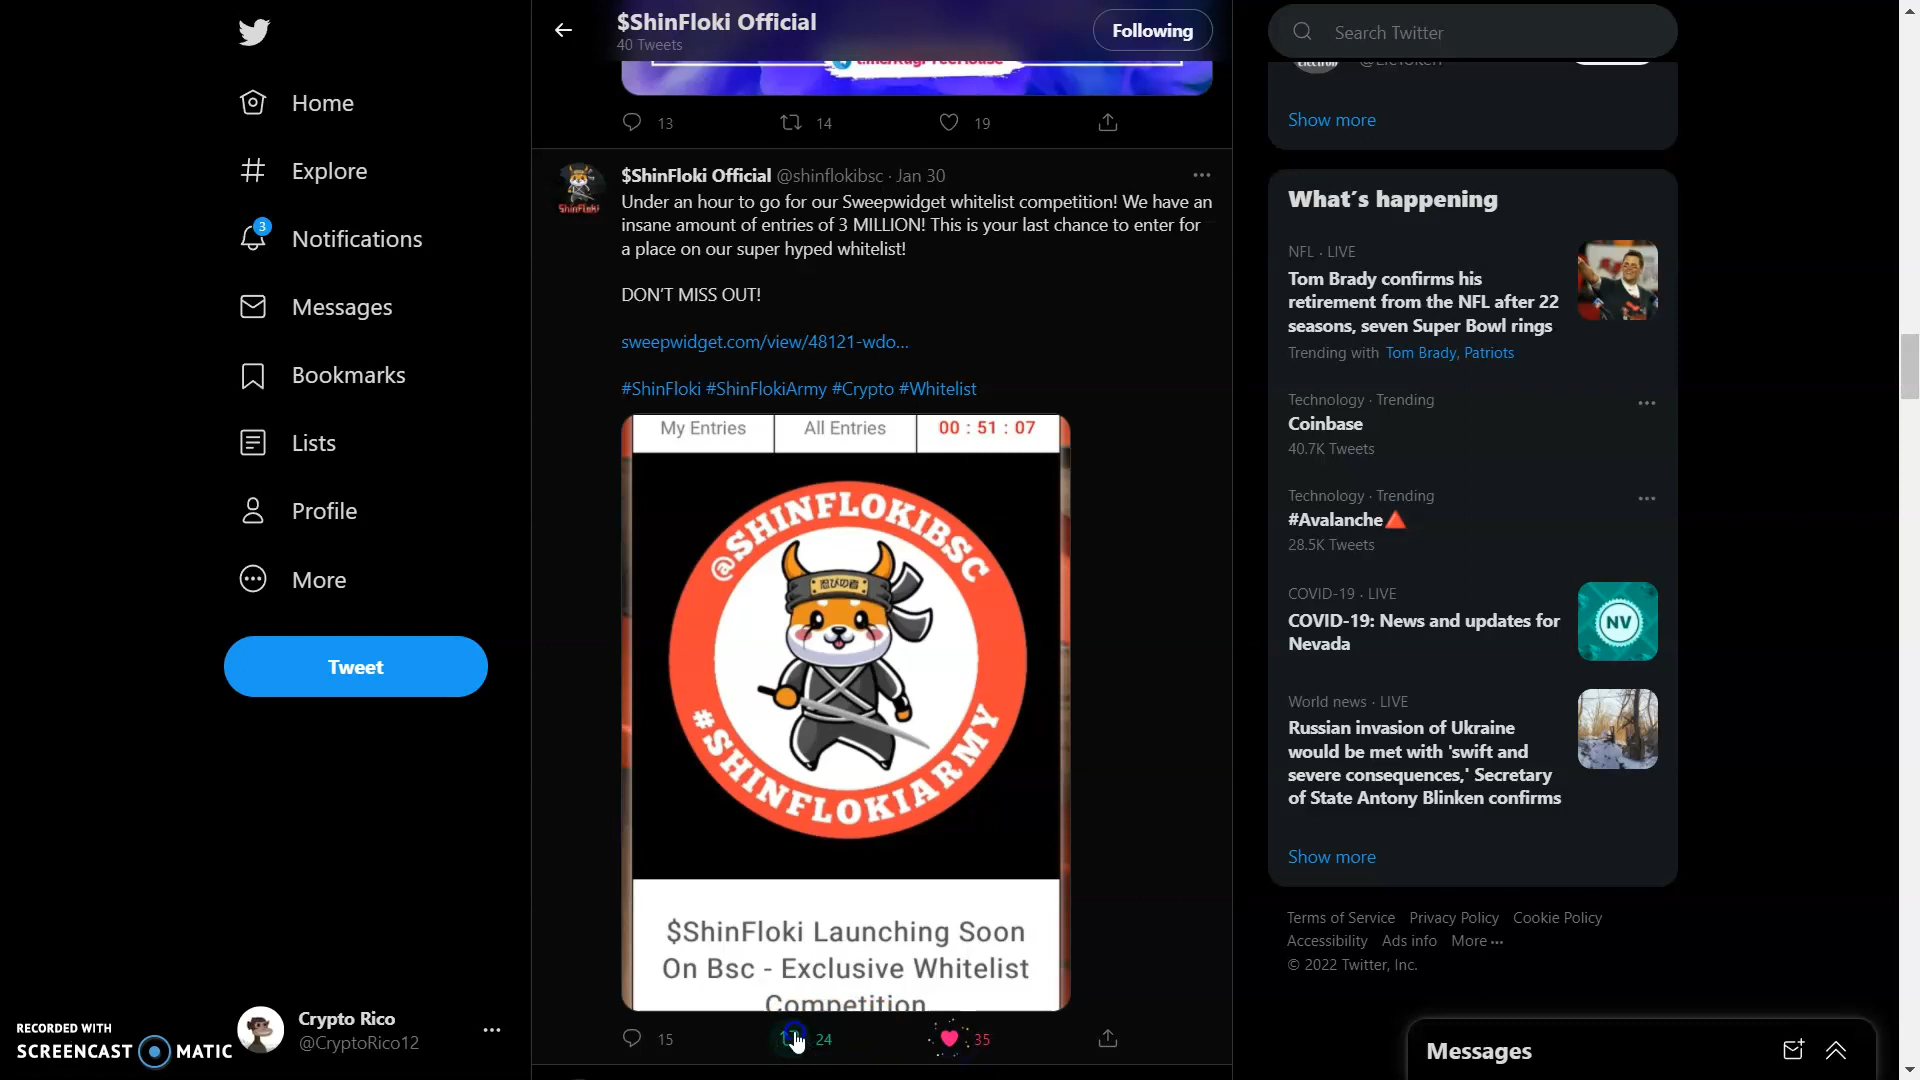 $ShinFloki Official
40 Tweets
Following
Search Twitter
Home
Explore
3
Notifications
Messages
Bookmarks
Lists
Profile
More
Tweet
Crypto Rico
@CryptoRico12
RECORDED WITH
SCREENCAST MATIC
13
14
19
$ShinFloki Official @shinflokibsc · Jan 30
Under an hour to go for our Sweepwidget whitelist competition! We have an
insane amount of entries of 3 MILLION! This is your last chance to enter for
a place on our super hyped whitelist!
DON'T MISS OUT!
sweepwidget.com/view/48121-wdo...
#ShinFloki #ShinFlokiArmy #Crypto #Whitelist
ShinFloki
My Entries
All Entries
00 : 51 : 07
@SHINFLOKIBSC
忍びの者
#SHINFLOKIARMY
$ShinFloki Launching Soon
On Bsc - Exclusive Whitelist
Competition
15
24
35
Show more
What's happening
NFL · LIVE
Tom Brady confirms his
retirement from the NFL after 22
seasons, seven Super Bowl rings
Trending with Tom Brady, Patriots
Technology · Trending
Coinbase
40.7K Tweets
Technology · Trending
#Avalanche
28.5K Tweets
COVID-19 · LIVE
COVID-19: News and updates for
Nevada
NV
World news · LIVE
Russian invasion of Ukraine
would be met with 'swift and
severe consequences,' Secretary
of State Antony Blinken confirms
Show more
Terms of Service Privacy Policy Cookie Policy
Accessibility Ads info More ···
© 2022 Twitter, Inc.
Messages